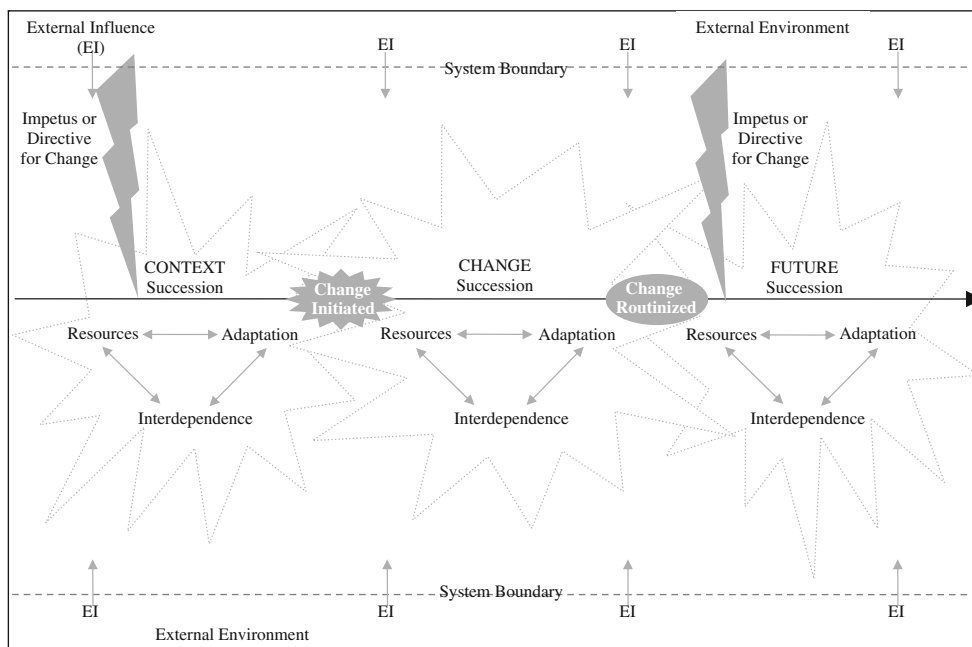 External Influence
(EI)
EI
EI
External Environment
EI
System Boundary
Impetus or
Directive
for Change
Impetus or
Directive
for Change
CONTEXT
Succession
Change
Initiated
CHANGE
Succession
Change
Routinized
FUTURE
Succession
Resources
Adaptation
Resources
Adaptation
Resources
Adaptation
Interdependence
Interdependence
Interdependence
System Boundary
EI
EI
EI
EI
External Environment